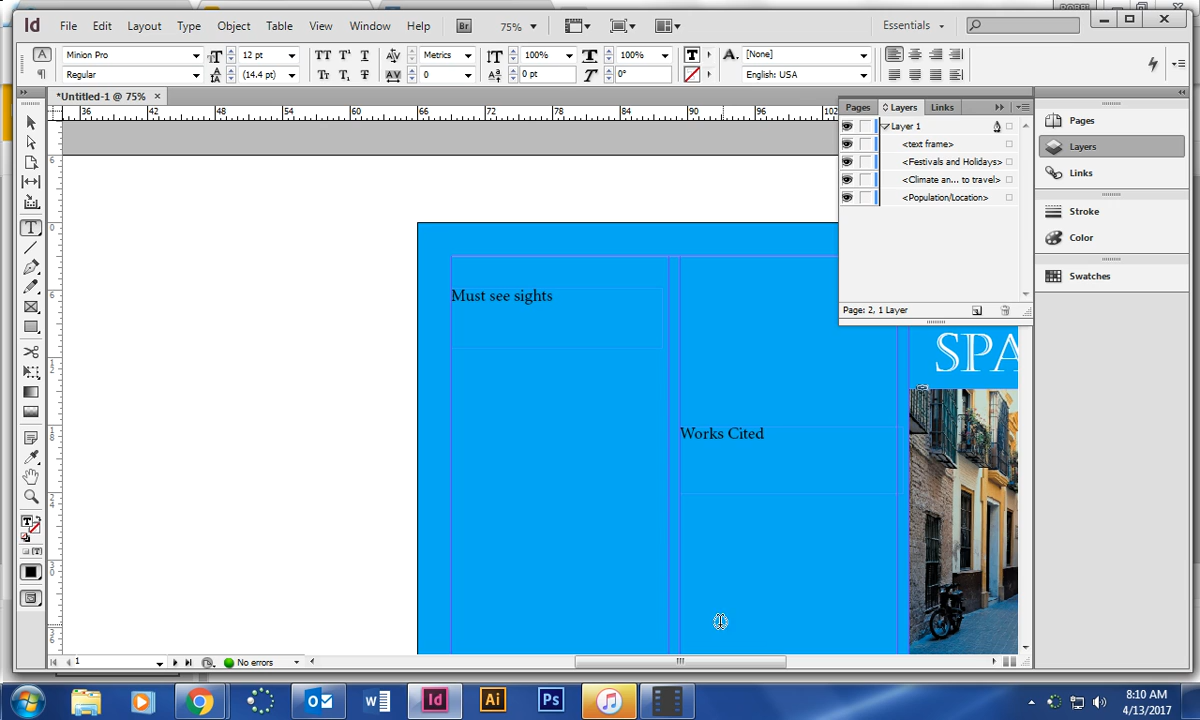 Id File Edit Layout Type Object Table View Window Help Br 75% Essentials
Minion Pro 12 pt Metrics 100% 100% [None]
Regular (14.4 pt) 0 0 pt 0° English: USA
*Untitled-1 @ 75% ×
36 42 48 54 60 66 72 78 84 90 96 102
Pages Layers Links
Layer 1
<text frame>
<Festivals and Holidays>
<Climate an... to travel>
<Population/Location>
Page: 2, 1 Layer
Pages
Layers
Links
Stroke
Color
Swatches
Must see sights
Works Cited
SPA
1 No errors
Id Ai Ps
8:10 AM
4/13/2017